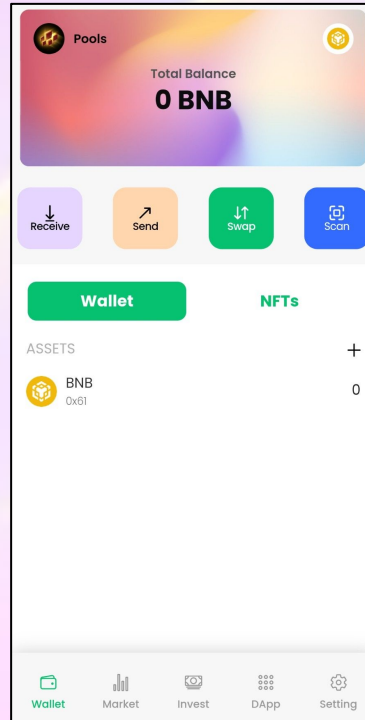 Pools
Total Balance
0 BNB
Receive
Send
Swap
Scan
Wallet
NFTs
ASSETS
+
BNB
0
0x61
Wallet
Market
Invest
DApp
Setting